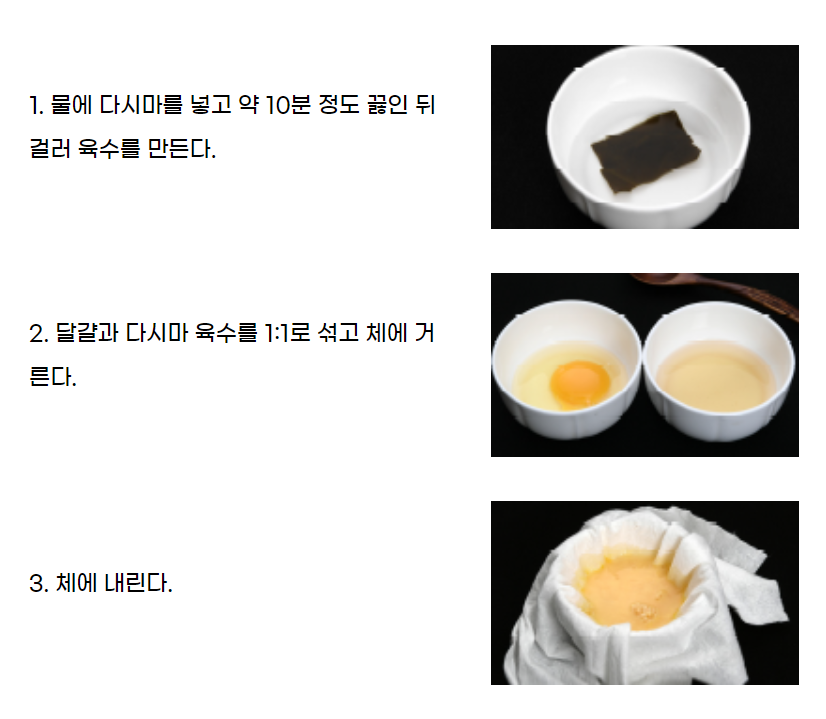 1. 물에 다시마를 넣고 약 10분 정도 끓인 뒤
걸러 육수를 만든다.
2. 달걀과 다시마 육수를 1:1로 섞고 체에 거
른다.
3. 체에 내린다.